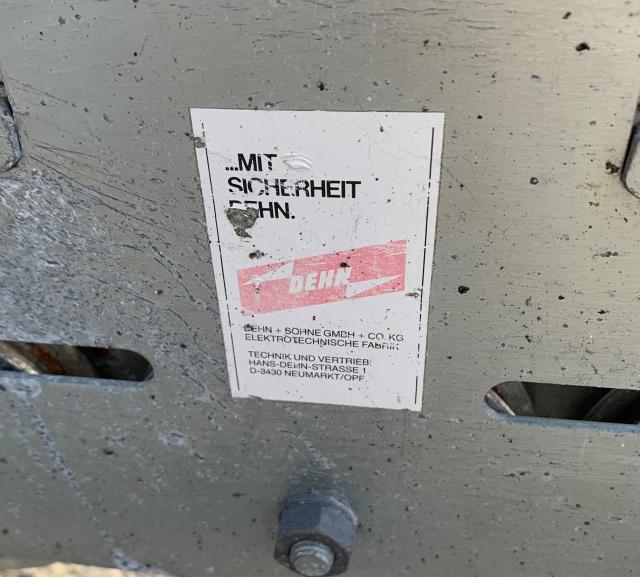 ...MIT
SICHERHEIT
DEHN.
DEHN
DEHN + SÖHNE GMBH + CO. KG
ELEKTROTECHNISCHE FABRIK
TECHNIK UND VERTRIEB:
HANS-DEHN-STRASSE 1
D-8430 NEUMARKT/OPF.